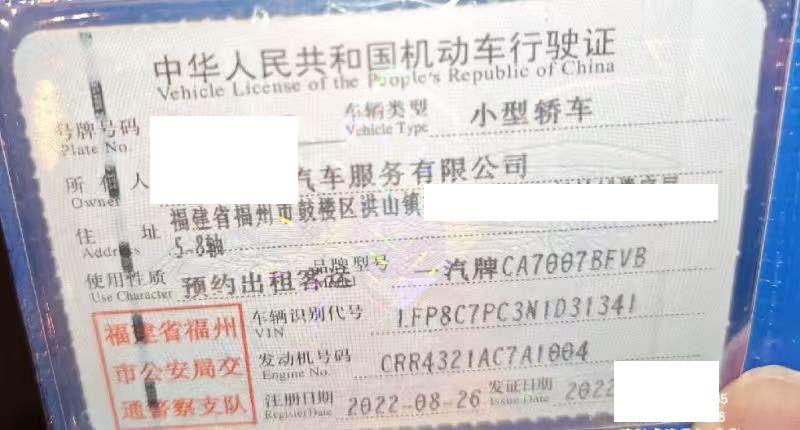 中华人民共和国机动车行驶证
Vehicle License of the People's Republic of China
号牌号码
Plate No.
车辆类型 小型轿车
Vehicle Type
所有人 汽车服务有限公司
Owner
住址 福建省福州市鼓楼区洪山镇
Address 5-8轴
使用性质 预约出租客运 品牌型号 一汽牌CA7007BFVB
Use Character
福建省福州
市公安局交
通警察支队
车辆识别代号 LFP8C7PC3N1D31341
VIN
发动机号码 CRR4321AC7A1004
Engine No.
注册日期 2022-08-26 发证日期 2022
Register Date Issue Date